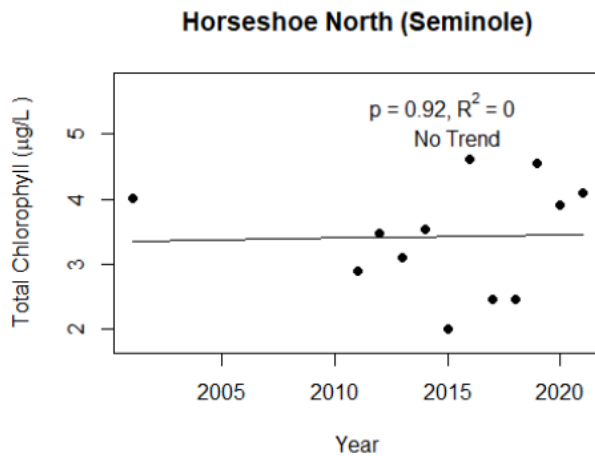 Horseshoe North (Seminole)
p = 0.92, R² = 0
No Trend
Total Chlorophyll (µg/L )
5
4
3
2
2005 2010 2015 2020
Year